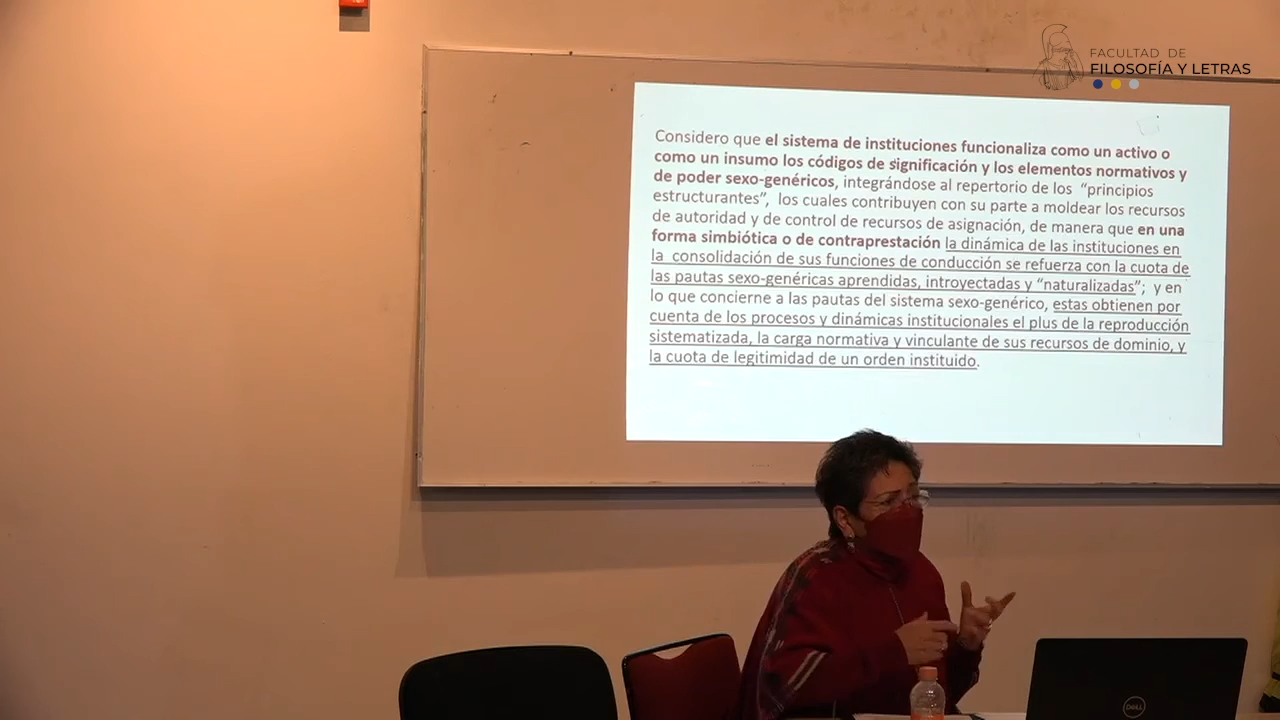 FACULTAD DE
FILOSOFÍA Y LETRAS
Considero que el sistema de instituciones funcionaliza como un activo o
como un insumo los códigos de significación y los elementos normativos y
de poder sexo-genéricos, integrándose al repertorio de los “principios
estructurantes”, los cuales contribuyen con su parte a moldear los recursos
de autoridad y de control de recursos de asignación, de manera que en una
forma simbiótica o de contraprestación la dinámica de las instituciones en
la consolidación de sus funciones de conducción se refuerza con la cuota de
las pautas sexo-genéricas aprendidas, introyectadas y “naturalizadas”; y en
lo que concierne a las pautas del sistema sexo-genérico, estas obtienen por
cuenta de los procesos y dinámicas institucionales el plus de la reproducción
sistematizada, la carga normativa y vinculante de sus recursos de dominio, y
la cuota de legitimidad de un orden instituido.
DELL